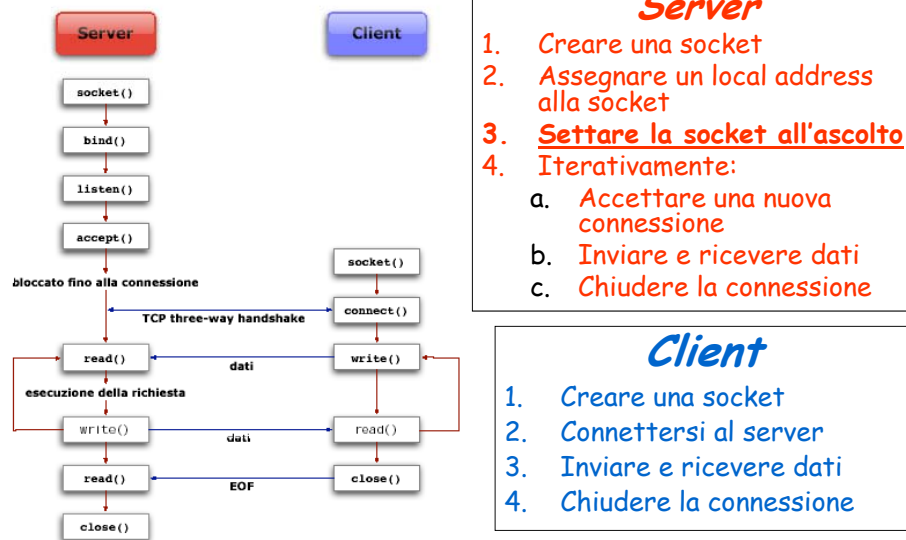 Server
Client
socket()
bind()
listen()
accept()
bloccato fino alla connessione
socket()
TCP three-way handshake
connect()
read()
dati
write()
esecuzione della richiesta
write()
dati
read()
read()
EOF
close()
close()
Server
1. Creare una socket
2. Assegnare un local address
alla socket
3. Settare la socket all'ascolto
4. Iterativamente:
a. Accettare una nuova
connessione
b. Inviare e ricevere dati
c. Chiudere la connessione
Client
1. Creare una socket
2. Connettersi al server
3. Inviare e ricevere dati
4. Chiudere la connessione